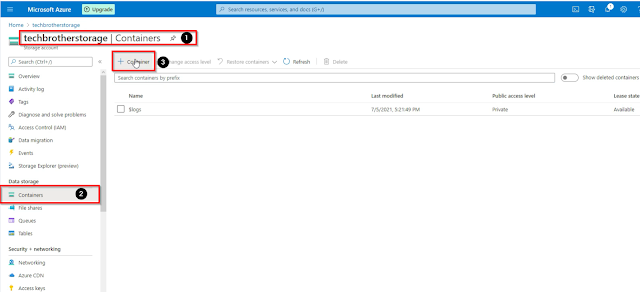 Microsoft Azure
Upgrade
Search resources, services, and docs (G+/)
Home > techbrotherstorage
techbrotherstorage | Containers
1
Storage account
Search (Ctrl+/)
Container
3
Change access level
Restore containers
Refresh
Delete
Search containers by prefix
Show deleted containers
Overview
Activity log
Tags
Diagnose and solve problems
Access Control (IAM)
Data migration
Events
Storage Explorer (preview)
Data storage
Containers
2
File shares
Queues
Tables
Security + networking
Networking
Azure CDN
Access keys
Name Last modified Public access level Lease state
$logs 7/5/2021, 5:21:49 PM Private Available